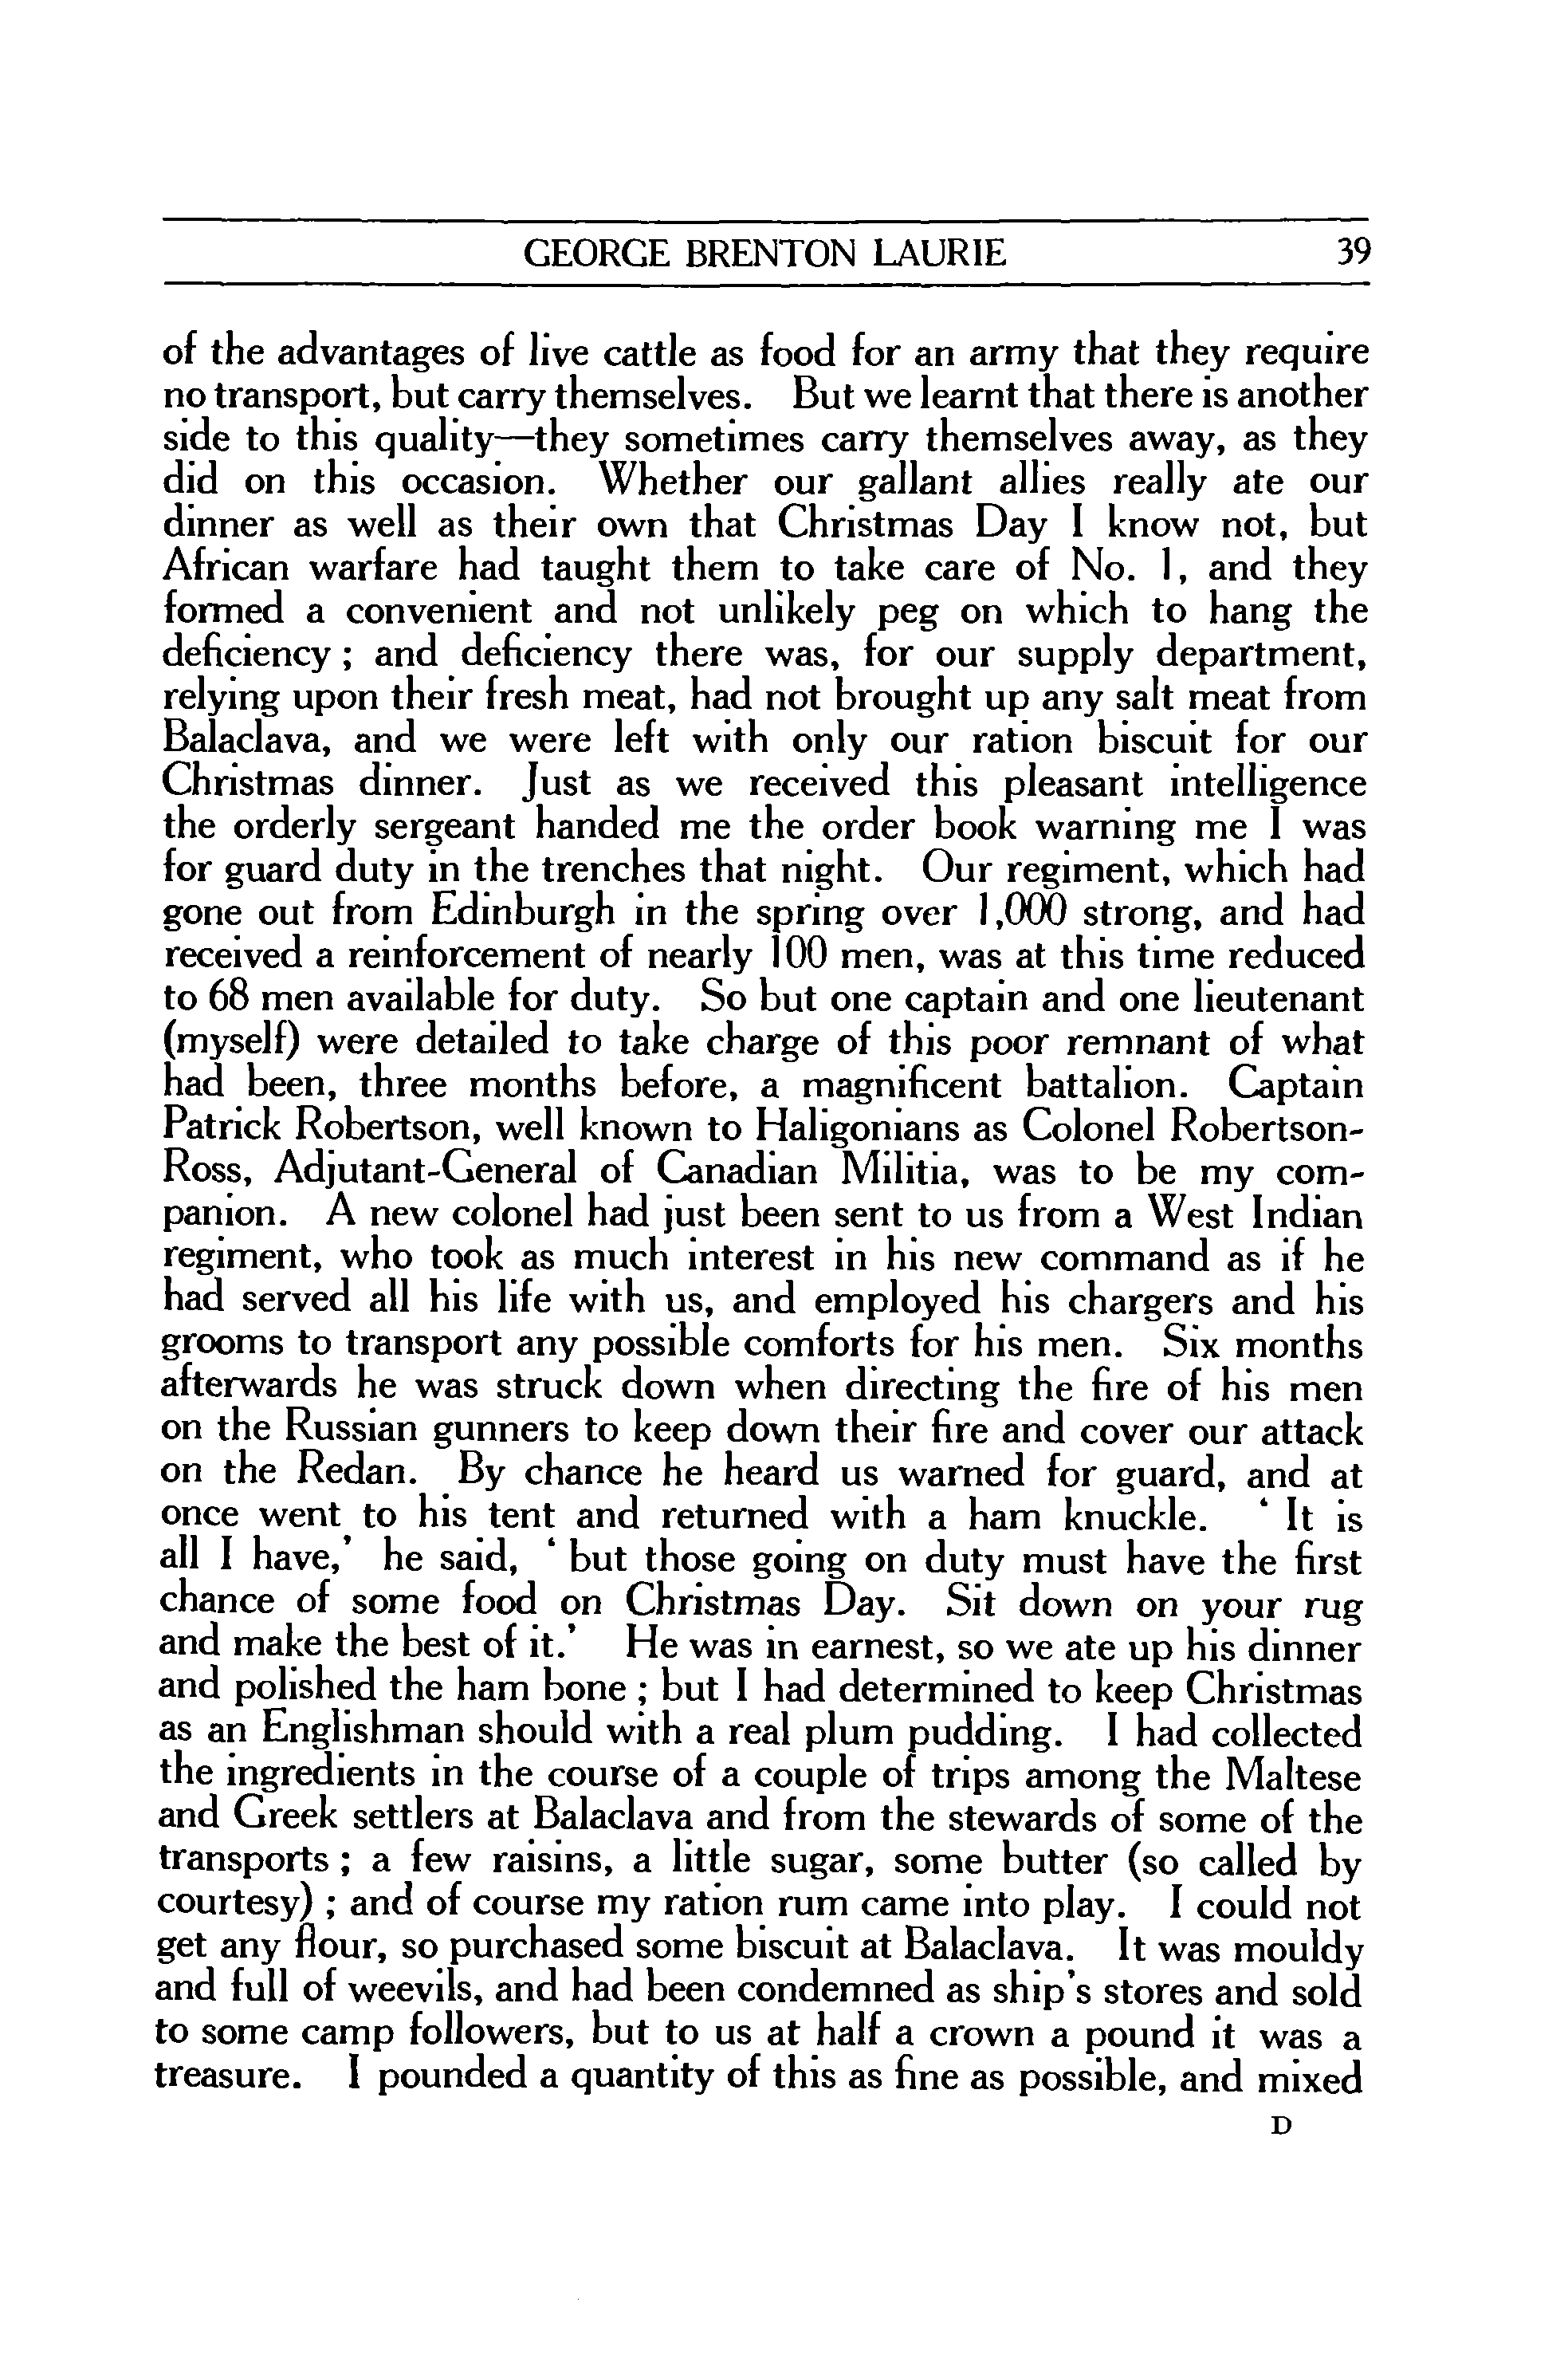 GEORGE BRENTON LAURIE 39
of the advantages of live cattle as food for an army that they require
no transport, but carry themselves. But we learnt that there is another
side to this quality—they sometimes carry themselves away, as they
did on this occasion. Whether our gallant allies really ate our
dinner as well as their own that Christmas Day I know not, but
African warfare had taught them to take care of No. 1, and they
formed a convenient and not unlikely peg on which to hang the
deficiency ; and deficiency there was, for our supply department,
relying upon their fresh meat, had not brought up any salt meat from
Balaclava, and we were left with only our ration biscuit for our
Christmas dinner. Just as we received this pleasant intelligence
the orderly sergeant handed me the order book warning me I was
for guard duty in the trenches that night. Our regiment, which had
gone out from Edinburgh in the spring over 1,000 strong, and had
received a reinforcement of nearly 100 men, was at this time reduced
to 68 men available for duty. So but one captain and one lieutenant
(myself) were detailed to take charge of this poor remnant of what
had been, three months before, a magnificent battalion. Captain
Patrick Robertson, well known to Haligonians as Colonel Robertson-
Ross, Adjutant-General of Canadian Militia, was to be my com-
panion. A new colonel had just been sent to us from a West Indian
regiment, who took as much interest in his new command as if he
had served all his life with us, and employed his chargers and his
grooms to transport any possible comforts for his men. Six months
afterwards he was struck down when directing the fire of his men
on the Russian gunners to keep down their fire and cover our attack
on the Redan. By chance he heard us warned for guard, and at
once went to his tent and returned with a ham knuckle. ‘ It is
all I have,’ he said, ‘ but those going on duty must have the first
chance of some food on Christmas Day. Sit down on your rug
and make the best of it.’ He was in earnest, so we ate up his dinner
and polished the ham bone ; but I had determined to keep Christmas
as an Englishman should with a real plum pudding. I had collected
the ingredients in the course of a couple of trips among the Maltese
and Greek settlers at Balaclava and from the stewards of some of the
transports ; a few raisins, a little sugar, some butter (so called by
courtesy) ; and of course my ration rum came into play. I could not
get any flour, so purchased some biscuit at Balaclava. It was mouldy
and full of weevils, and had been condemned as ship’s stores and sold
to some camp followers, but to us at half a crown a pound it was a
treasure. I pounded a quantity of this as fine as possible, and mixed
D